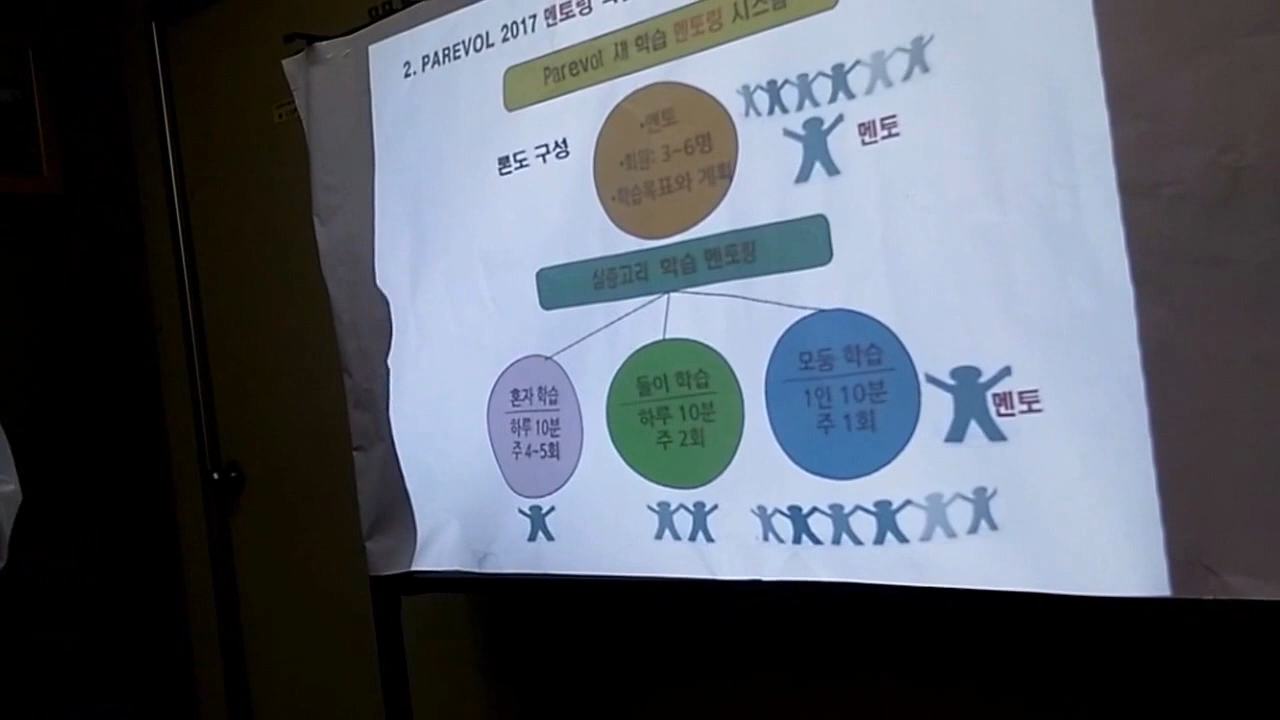 2. PAREVOL 2017 멘토링
Parevol 새 학습 멘토링 시스템
론도 구성
•멘토
•회원: 3~6명
•학습목표와 계획
멘토
삼중고리 학습 멘토링
혼자 학습
하루 10분
주 4~5회
둘이 학습
하루 10분
주 2회
모둠 학습
1인 10분
주 1회
멘토